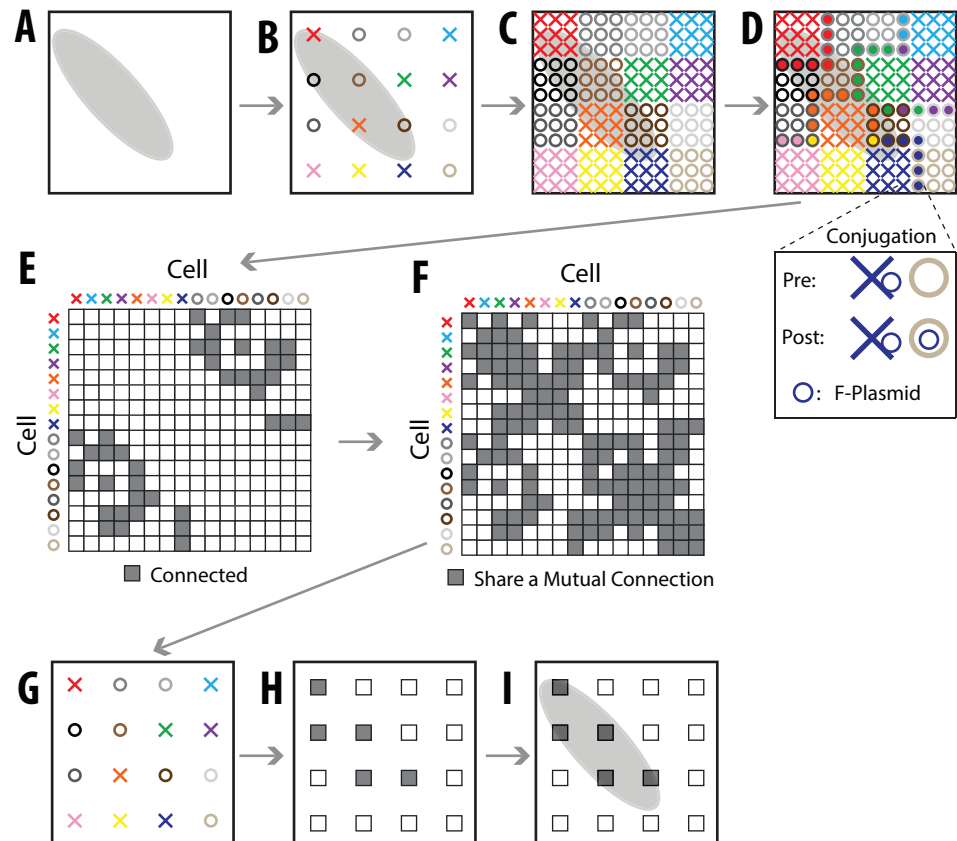 A
B
C
D
Conjugation
Pre:
Post:
: F-Plasmid
E
Cell
Cell
Connected
F
Cell
Cell
Share a Mutual Connection
G
H
I